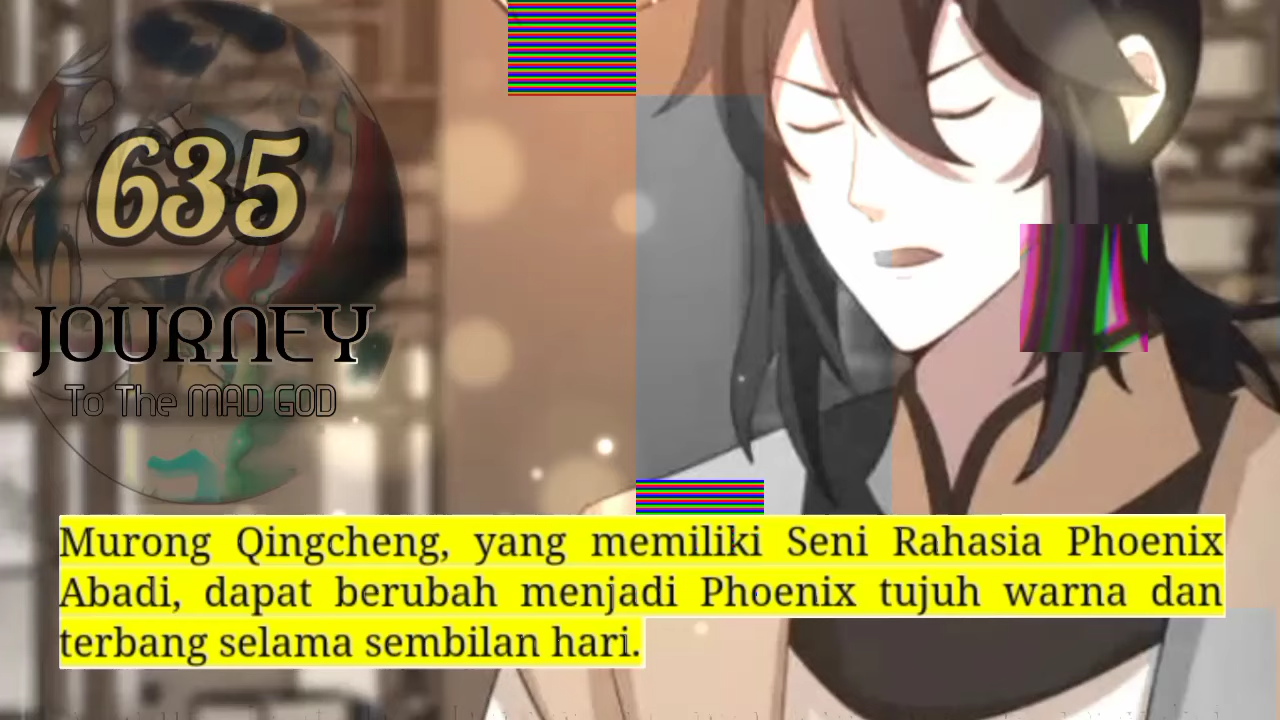 635
JOURNEY
To The MAD GOD
Murong Qingcheng, yang memiliki Seni Rahasia Phoenix
Abadi, dapat berubah menjadi Phoenix tujuh warna dan
terbang selama sembilan hari.